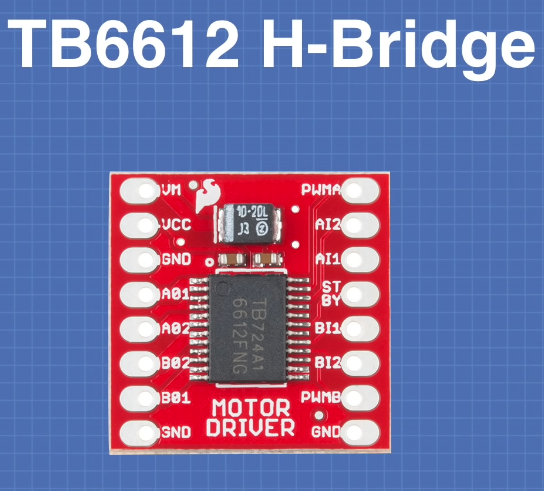 TB6612 H-Bridge
VM
PWMA
VCC
AI2
GND
AI1
A01
ST
BY
A02
BI1
B02
BI2
B01
PWMB
GND
GND
10-20L
J3
TB724A1
6612FNG
MOTOR
DRIVER